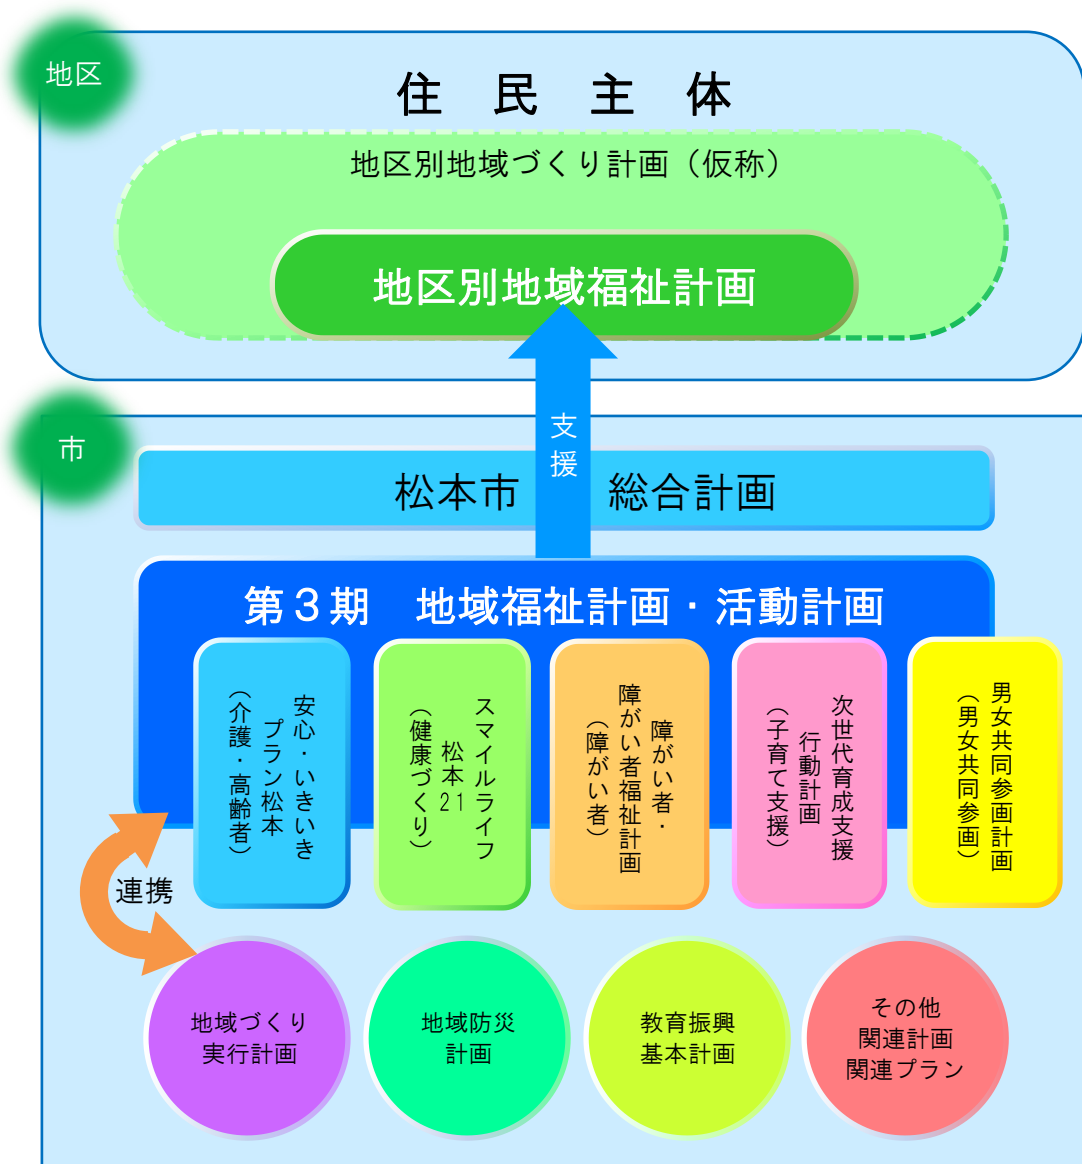 地区
住民主体
地区別地域づくり計画（仮称）
地区別地域福祉計画
支援
市
松本市　総合計画
第３期　地域福祉計画・活動計画
安心・いきいき
プラン松本
（介護・高齢者）
スマイルライフ
松本21
（健康づくり）
障がい者・
障がい者福祉計画
（障がい者）
次世代育成支援
行動計画
（子育て支援）
男女共同参画計画
（男女共同参画）
連携
地域づくり
実行計画
地域防災
計画
教育振興
基本計画
その他
関連計画
関連プラン